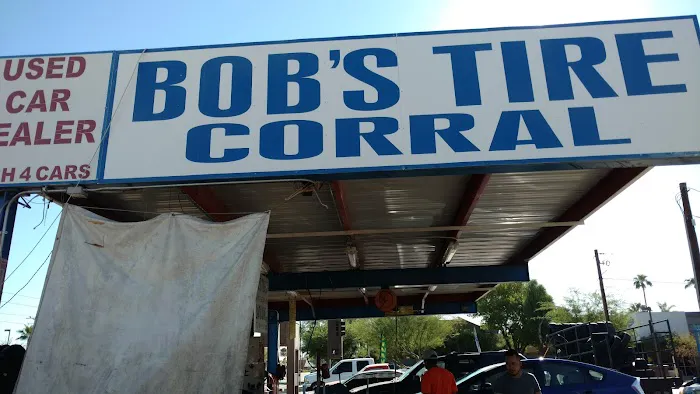 USED
CAR
EALER
H 4 CARS
BOB'S TIRE
CORRAL